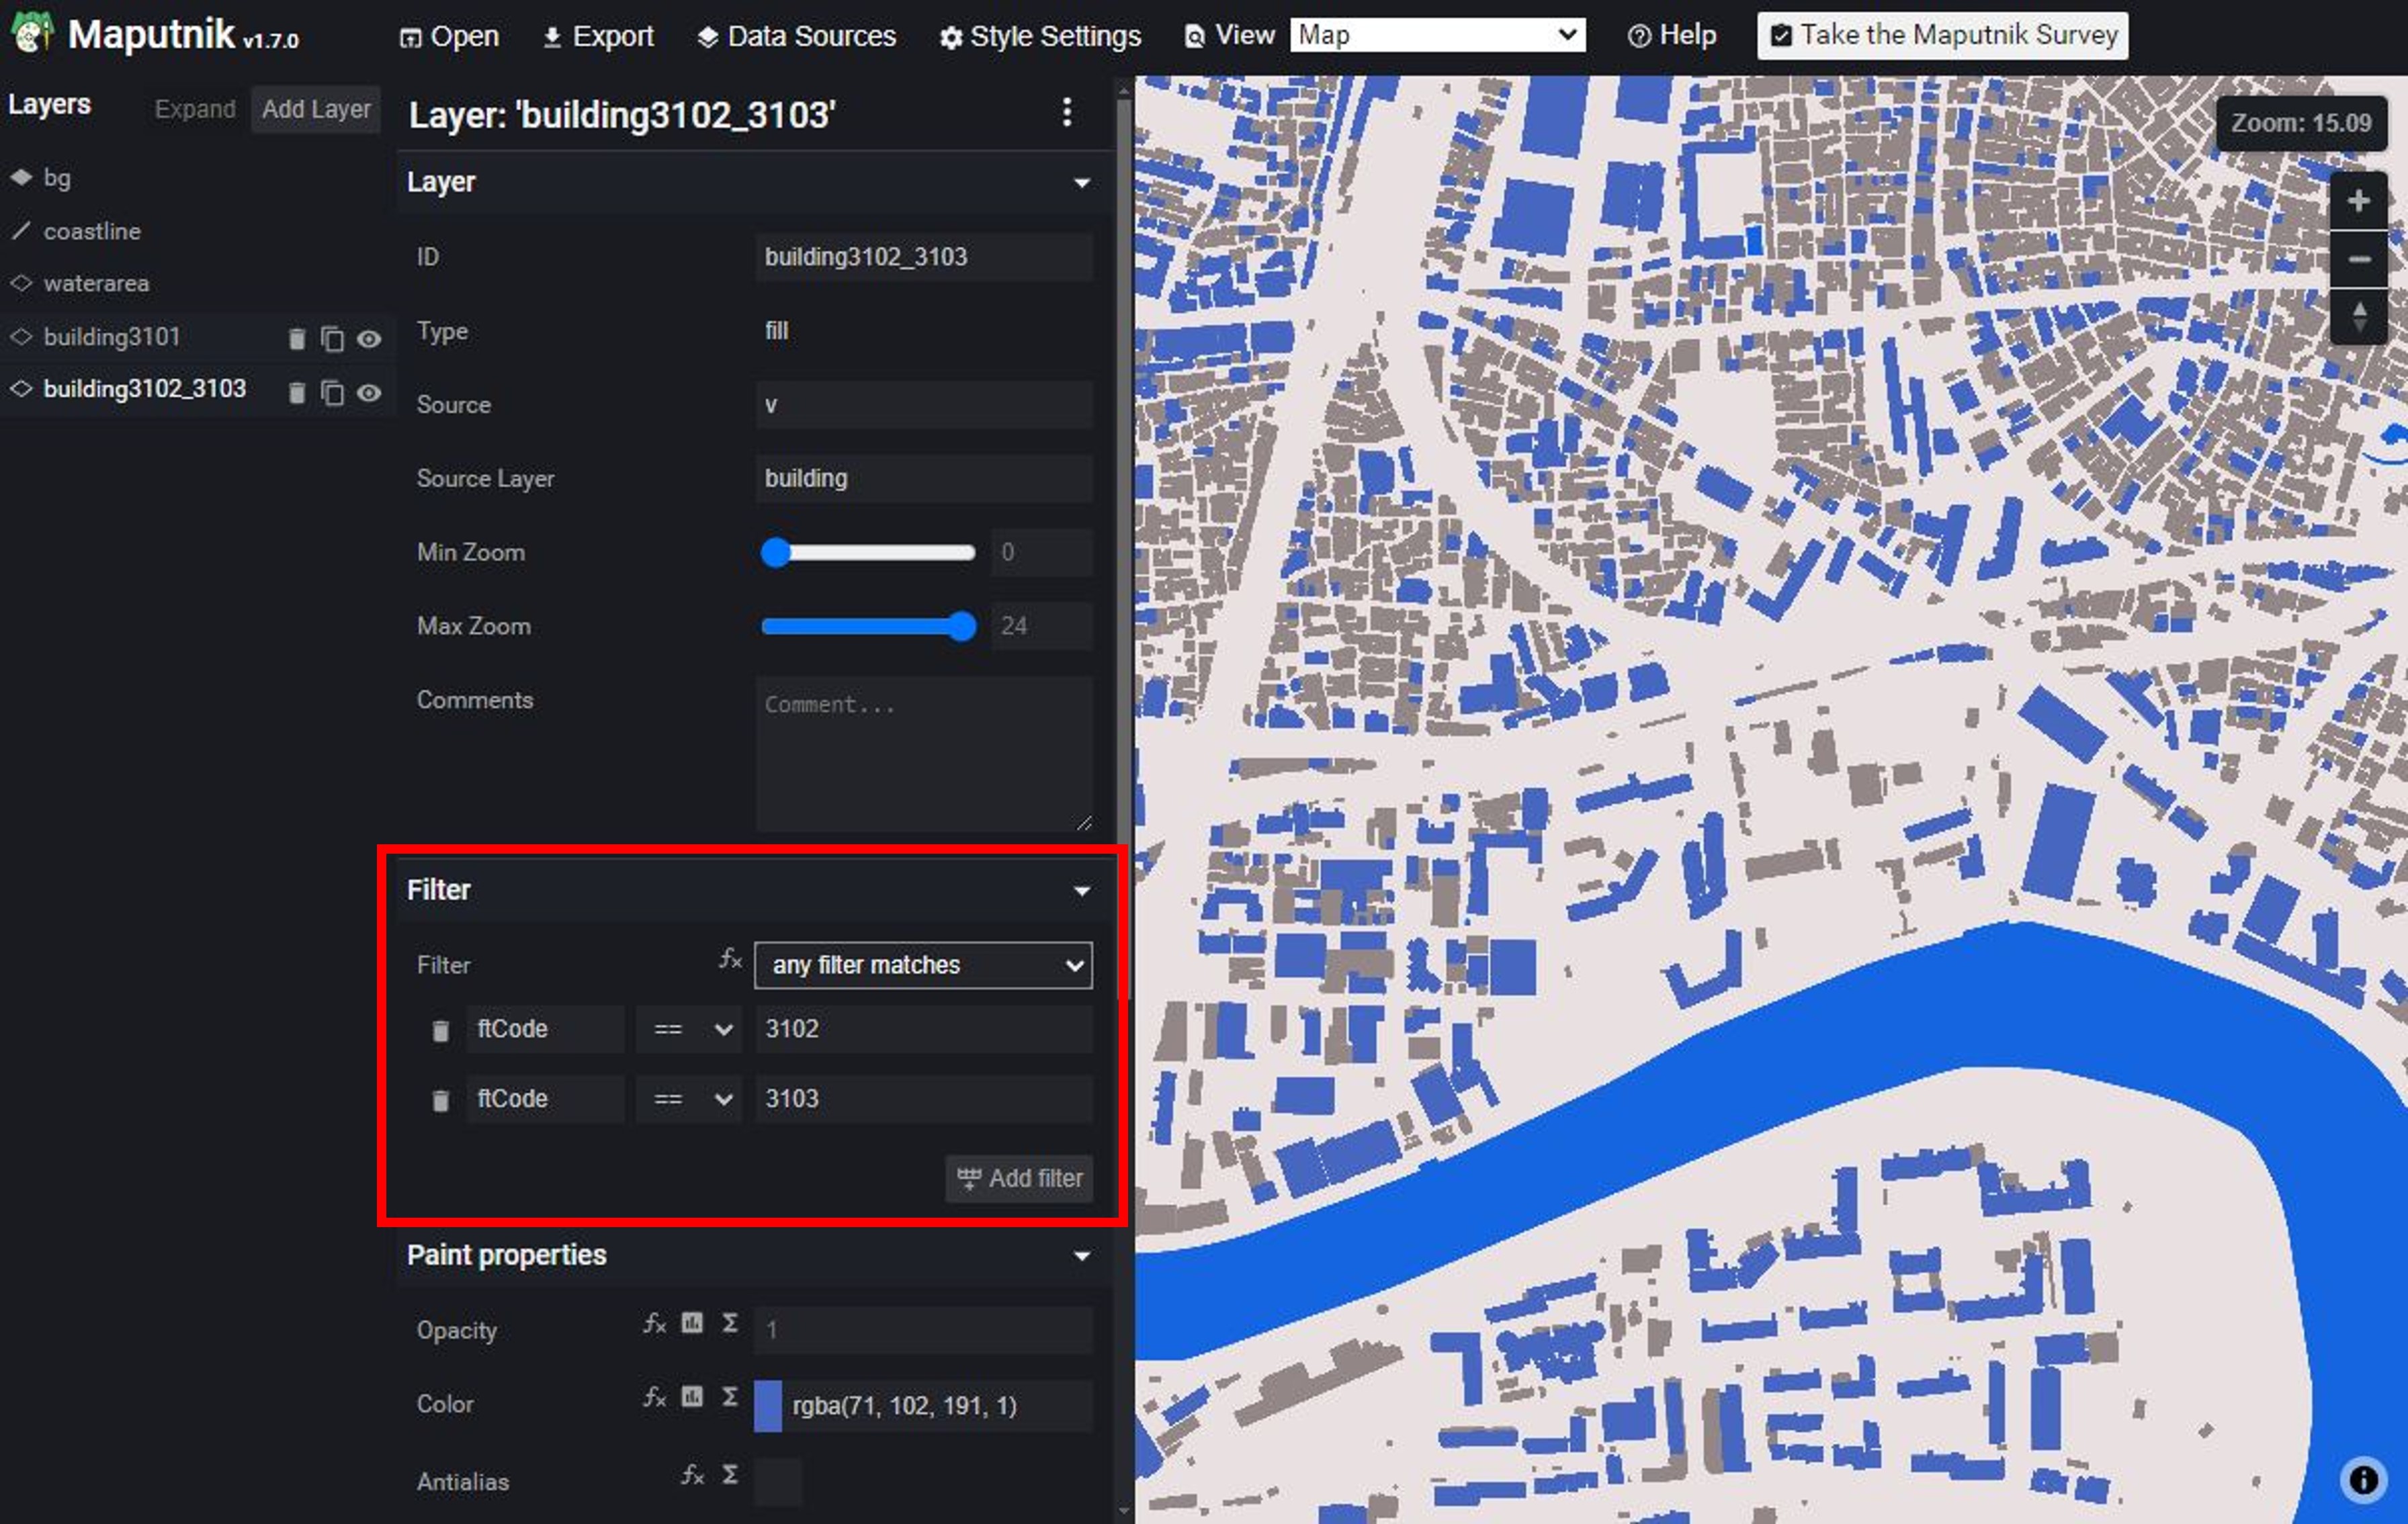 Maputnik v1.7.0
Open
Export
Data Sources
Style Settings
View
Map
Help
Take the Maputnik Survey
Layers
Expand
Add Layer
bg
coastline
waterarea
building3101
building3102_3103
Layer: 'building3102_3103'
Layer
ID
building3102_3103
Type
fill
Source
v
Source Layer
building
Min Zoom
0
Max Zoom
24
Comments
Comment...
Filter
Filter
any filter matches
ftCode
==
3102
ftCode
==
3103
Add filter
Paint properties
Opacity
1
Color
rgba(71, 102, 191, 1)
Antialias
Zoom: 15.09